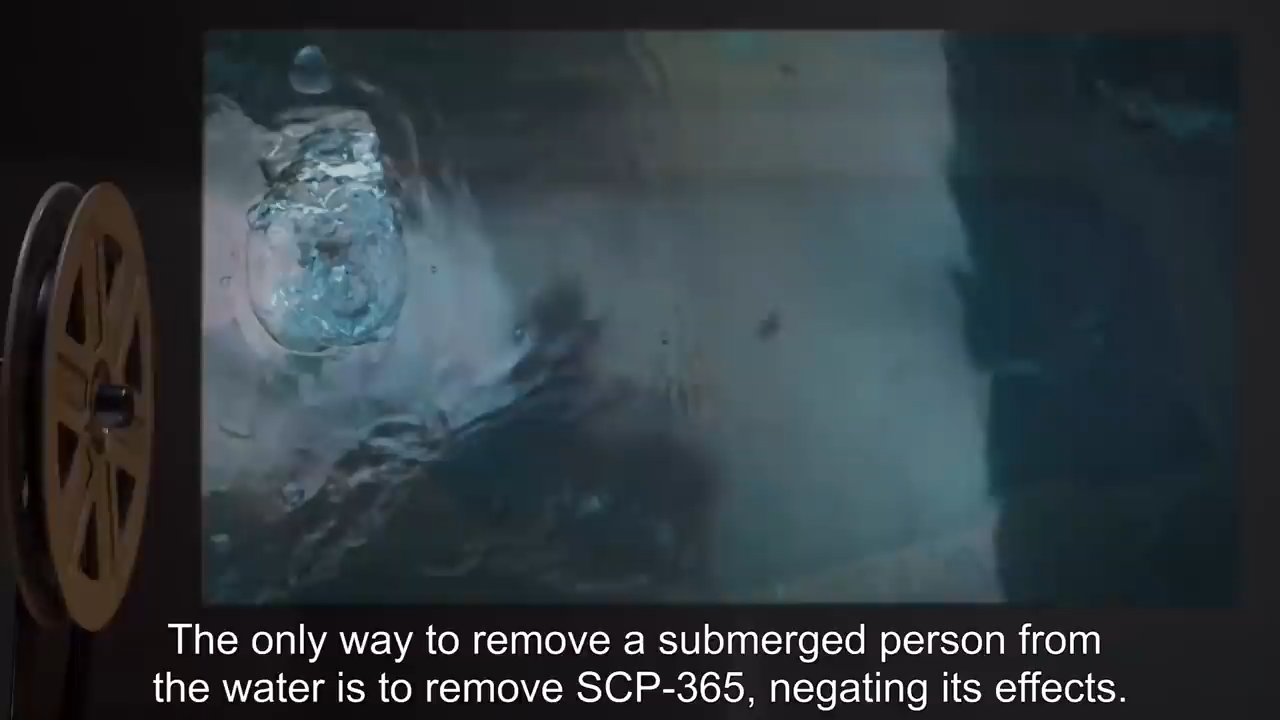 The only way to remove a submerged person from
the water is to remove SCP-365, negating its effects.